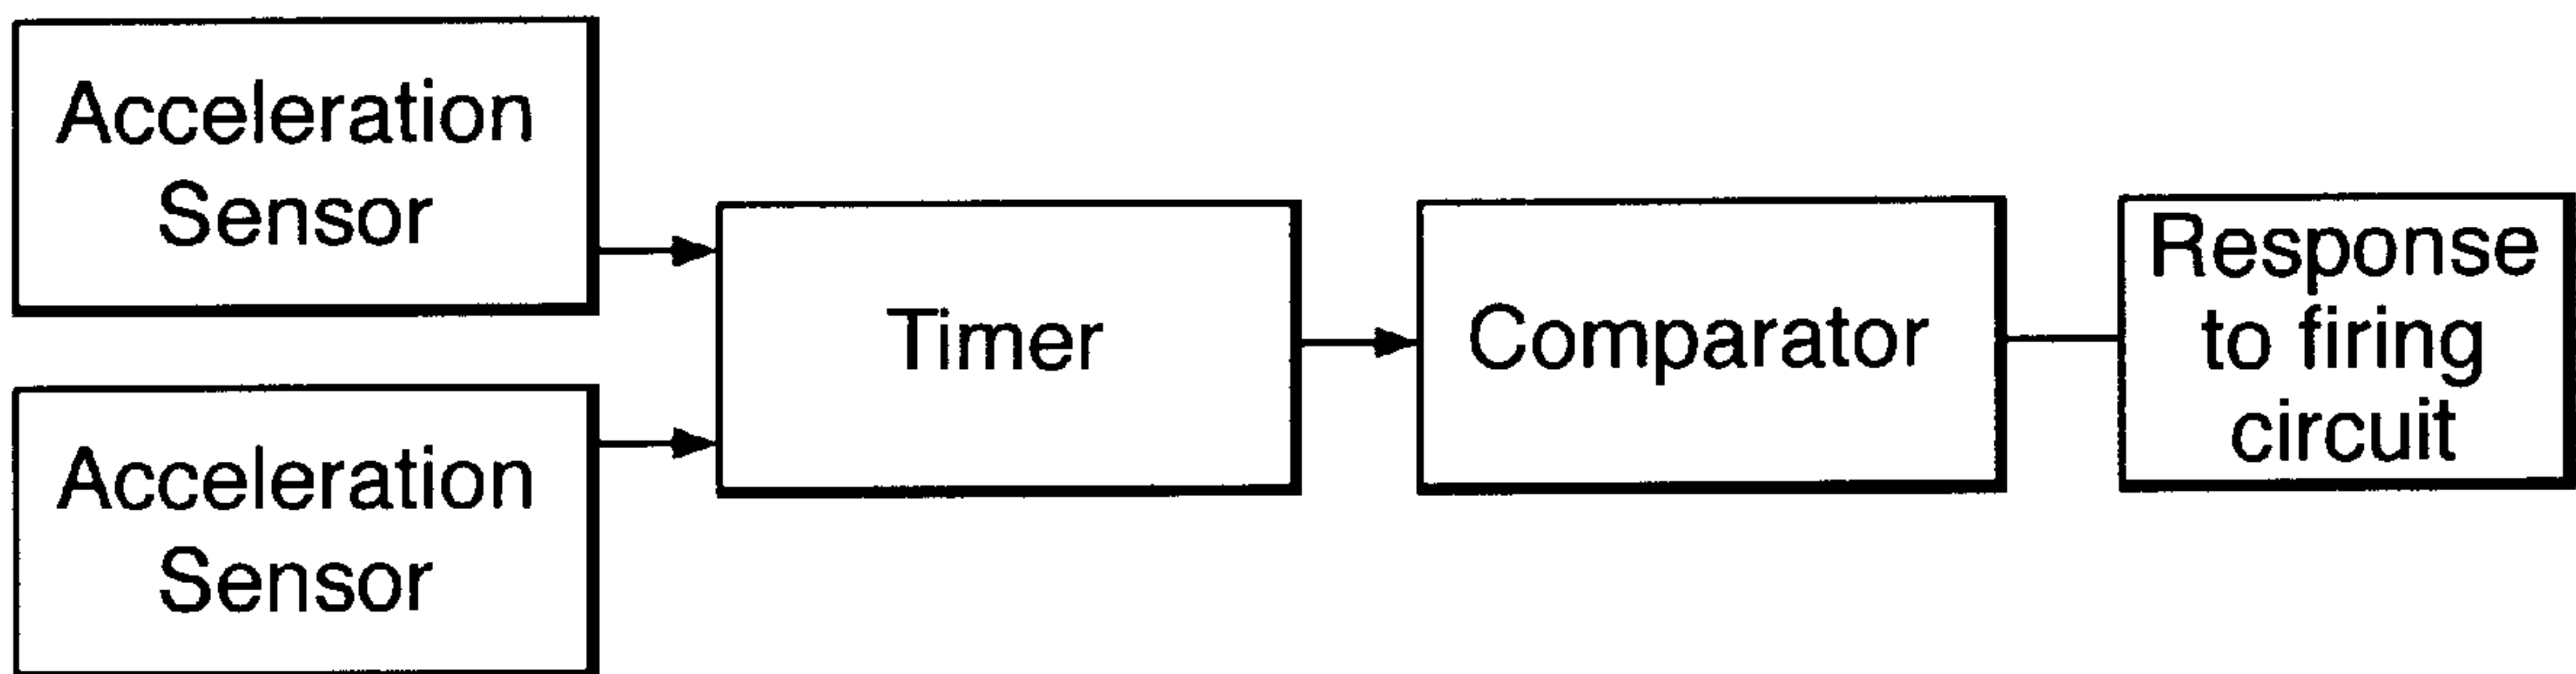 Acceleration
Sensor
Acceleration
Sensor
Timer
Comparator
Response
to firing
circuit